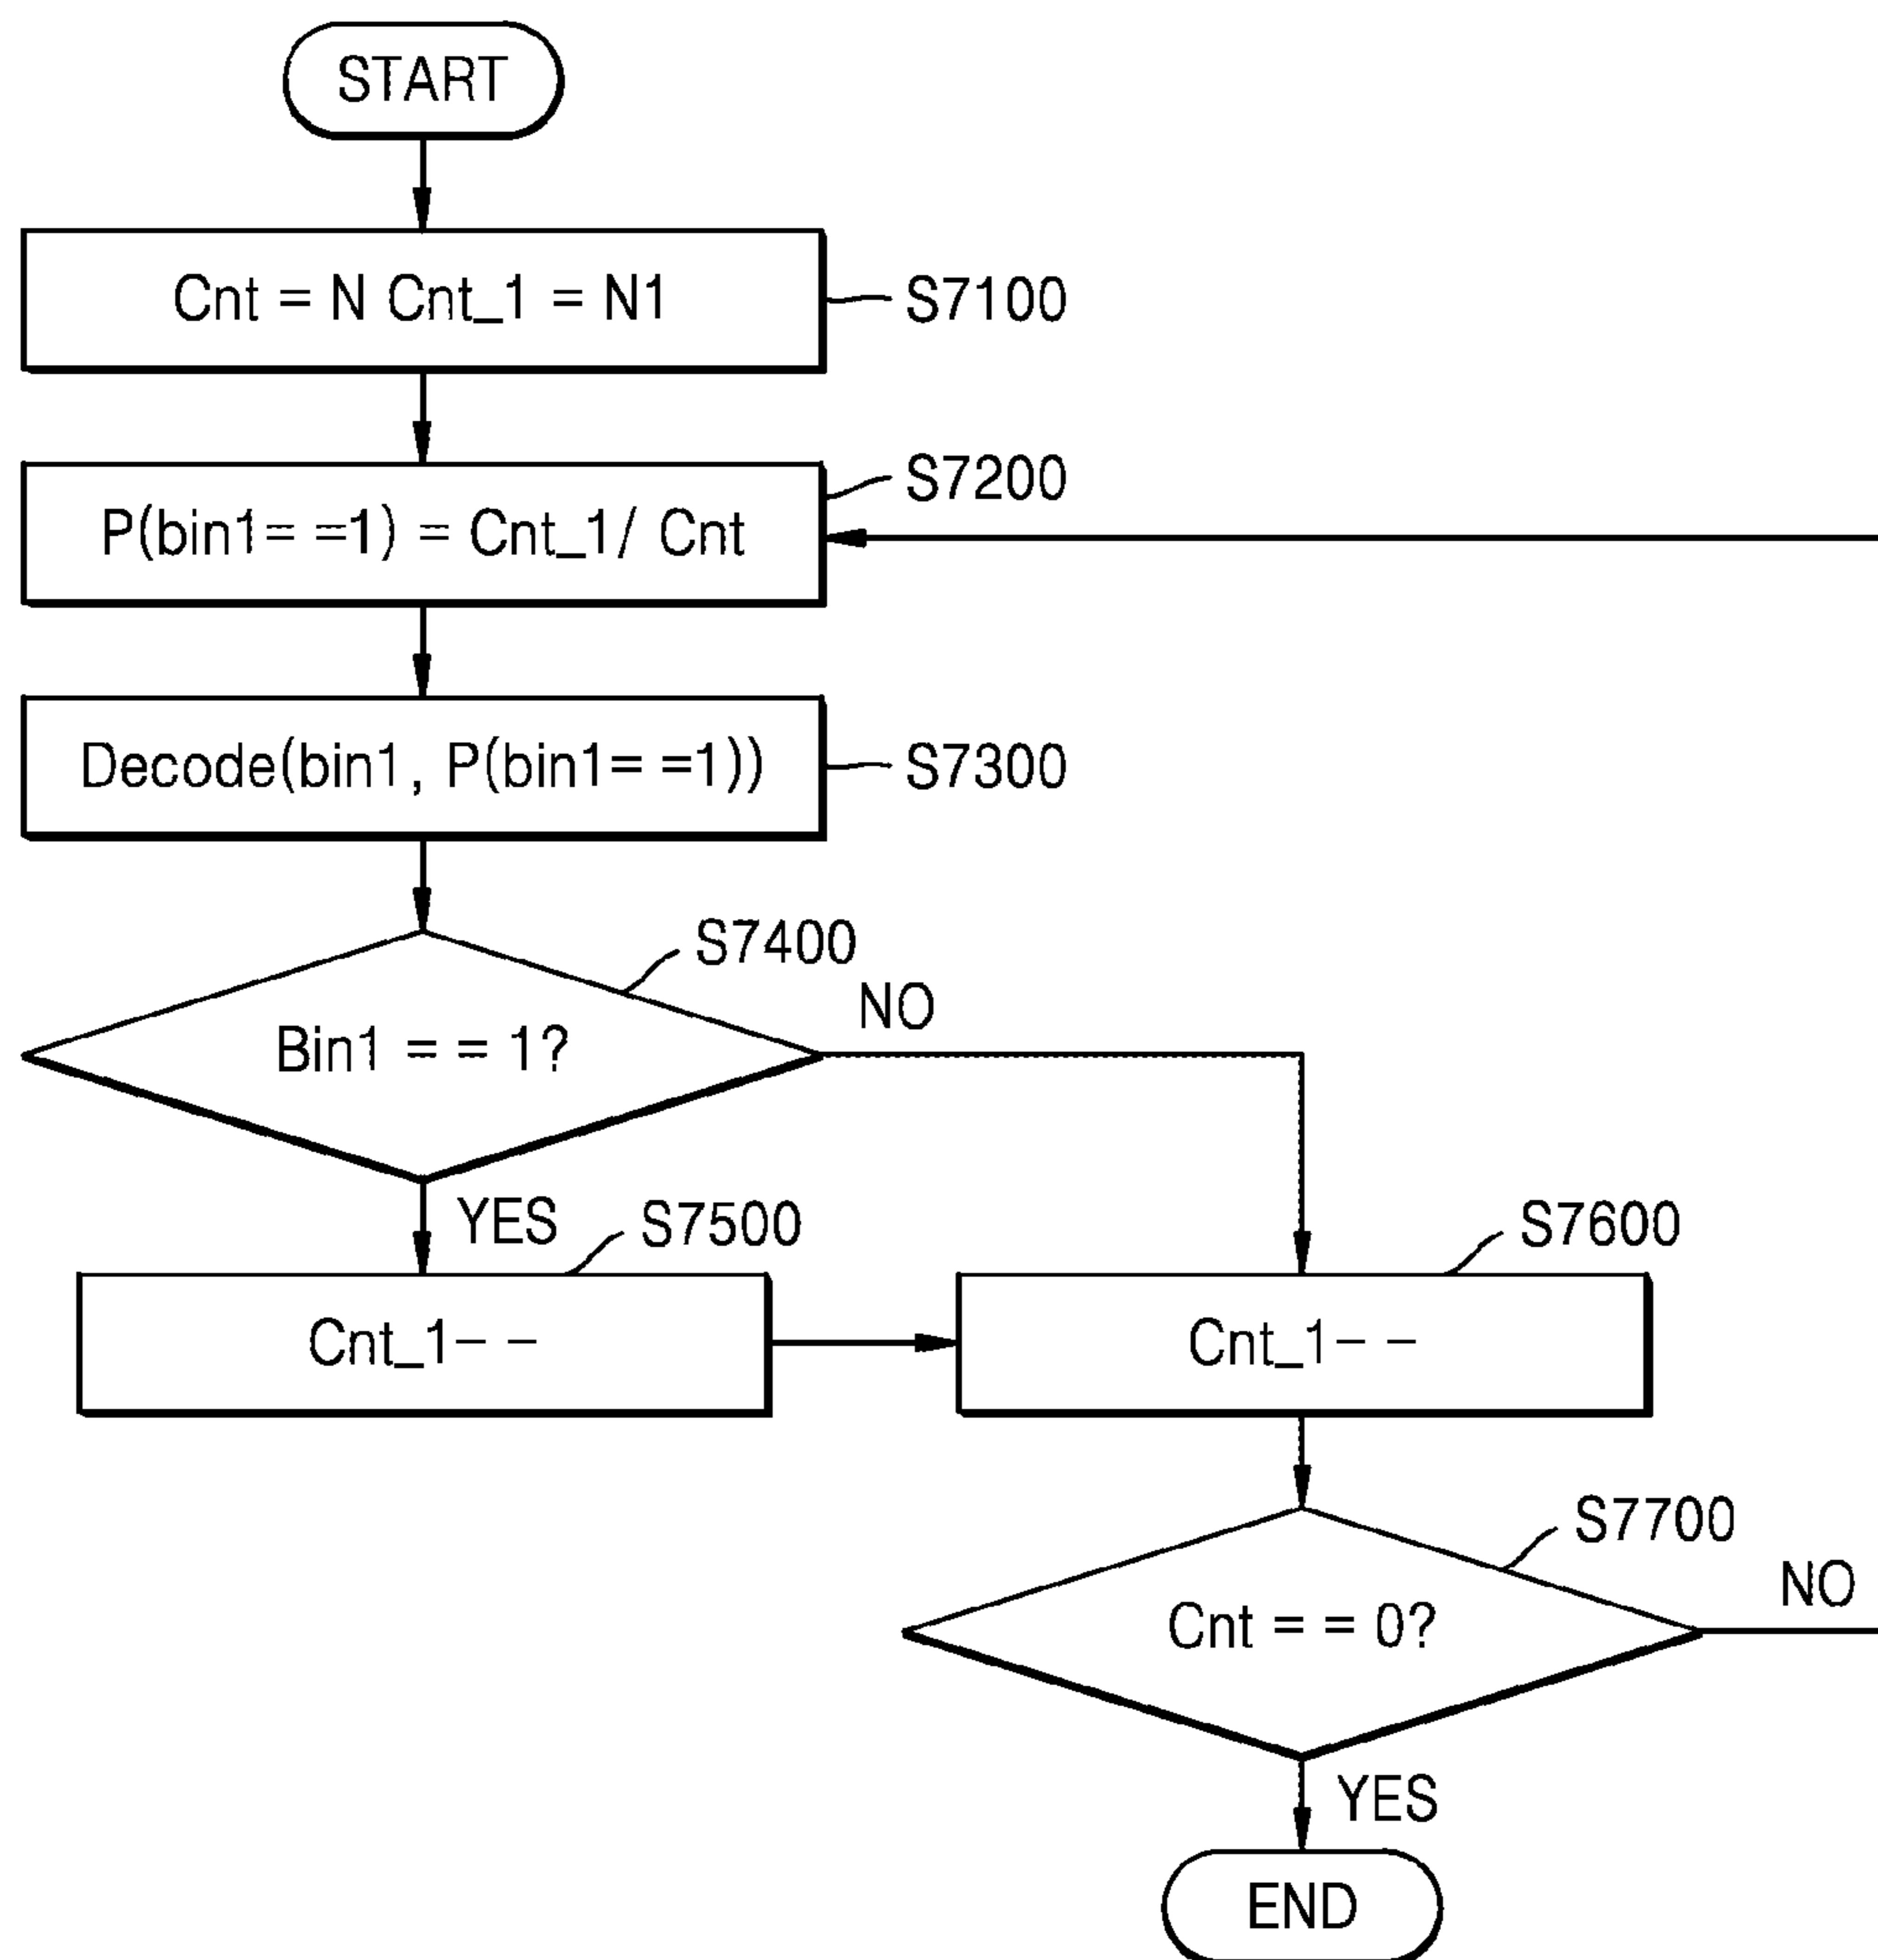 START
Cnt = N Cnt_1 = N1
S7100
S7200
P(bin1= =1) = Cnt_1/ Cnt
Decode(bin1, P(bin1= =1))
S7300
S7400
NO
Bin1 = = 1?
YES
S7500
S7600
Cnt_1– –
Cnt_1– –
S7700
NO
Cnt = = 0?
YES
END